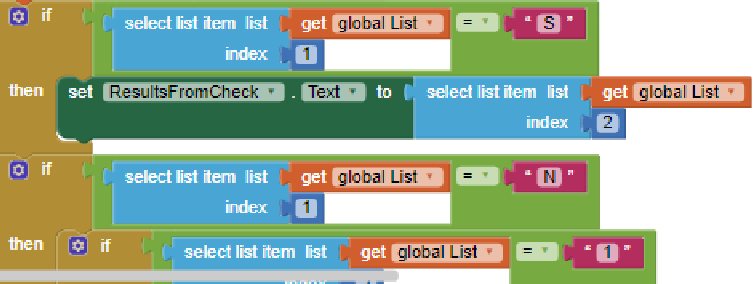 if select list item list get global List = " S "
index 1
then set ResultsFromCheck . Text to select list item list get global List
index 2
if select list item list get global List = " N "
index 1
then if select list item list get global List = " 1 "